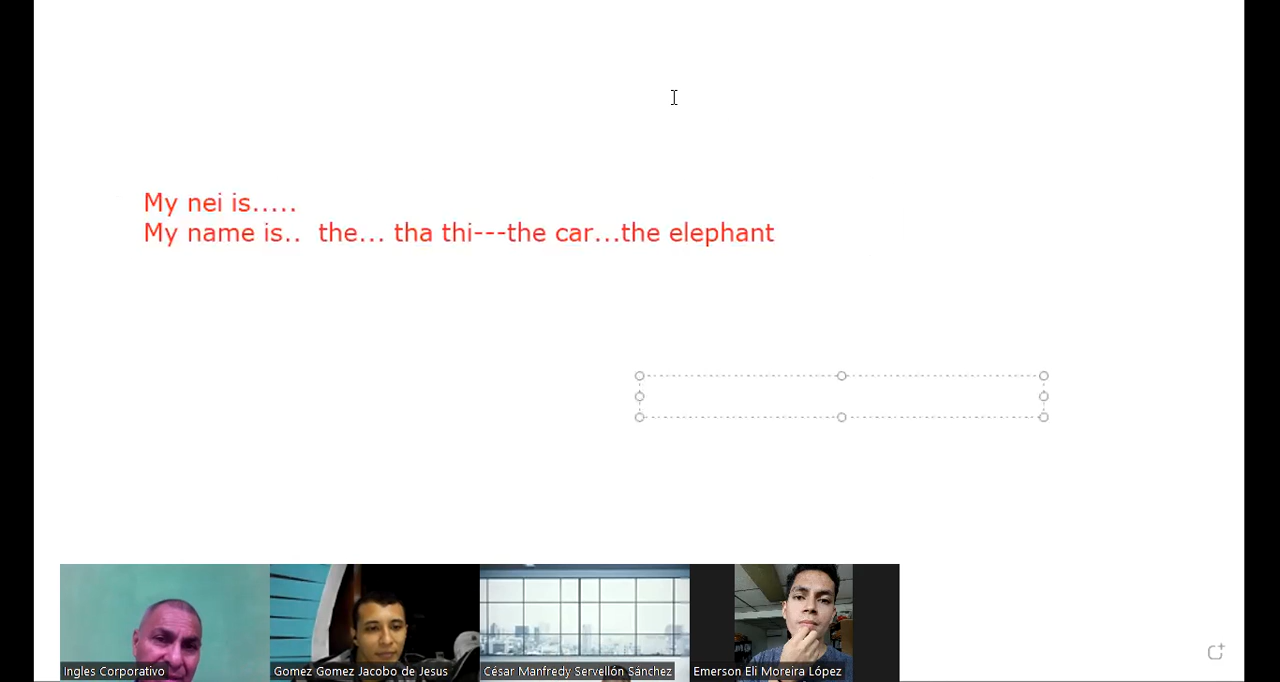 My nei is.....
My name is.. the... tha thi---the car...the elephant
Ingles Corporativo
Gomez Gomez Jacobo de Jesus
César Manfredy Servellón Sánchez
Emerson Eli Moreira López